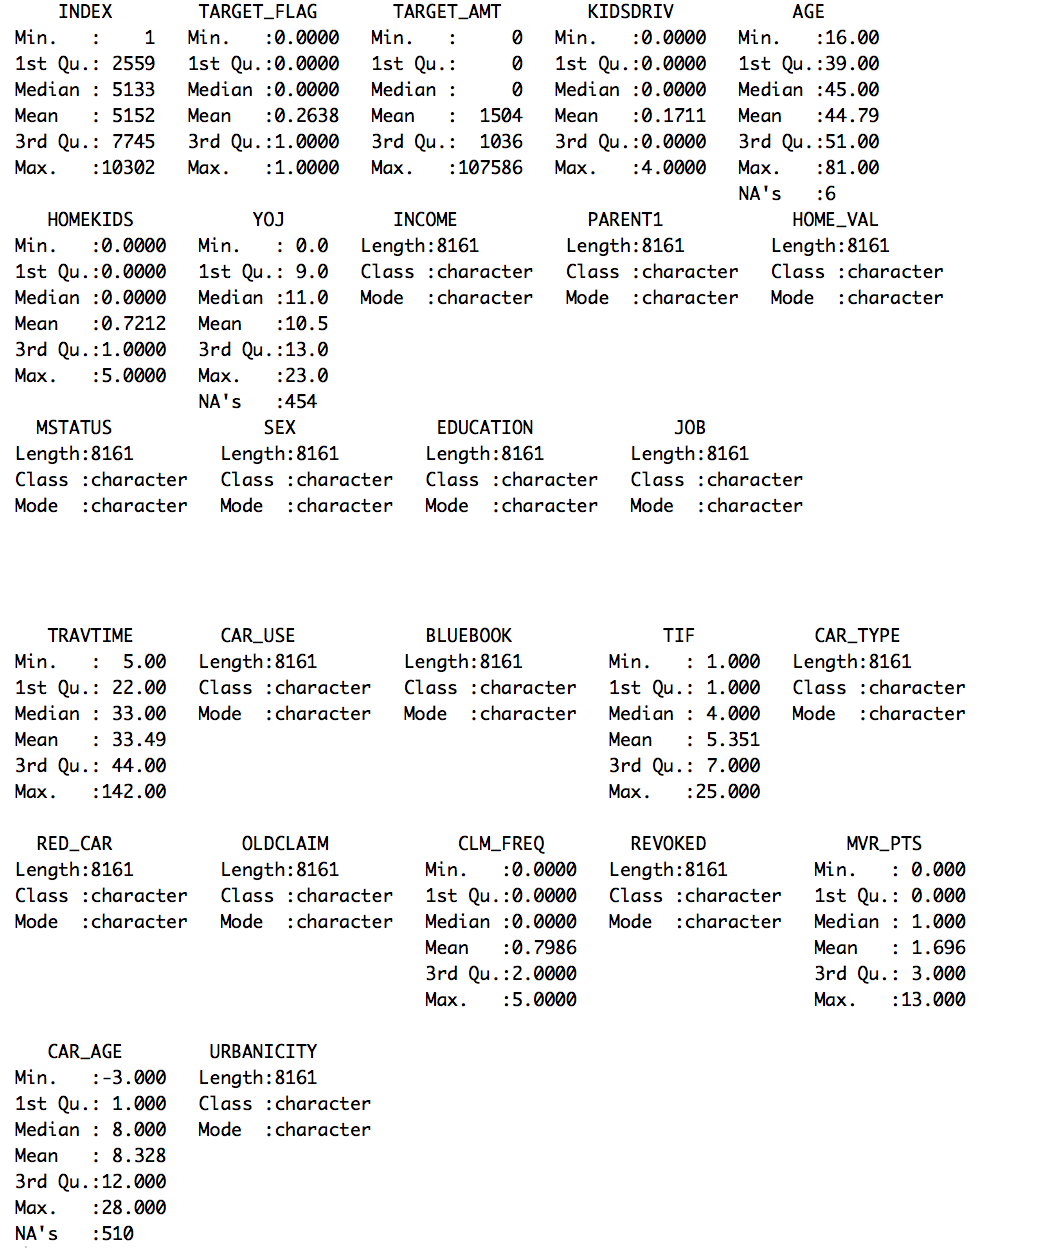 INDEX        TARGET_FLAG       TARGET_AMT        KIDSDRIV           AGE
Min.   :    1   Min.   :0.0000   Min.   :     0   Min.   :0.0000   Min.   :16.00
1st Qu.: 2559   1st Qu.:0.0000   1st Qu.:     0   1st Qu.:0.0000   1st Qu.:39.00
Median : 5133   Median :0.0000   Median :     0   Median :0.0000   Median :45.00
Mean   : 5152   Mean   :0.2638   Mean   :  1504   Mean   :0.1711   Mean   :44.79
3rd Qu.: 7745   3rd Qu.:1.0000   3rd Qu.:  1036   3rd Qu.:0.0000   3rd Qu.:51.00
Max.   :10302   Max.   :1.0000   Max.   :107586   Max.   :4.0000   Max.   :81.00
NA's   :6
   HOMEKIDS           YOJ          INCOME            PARENT1            HOME_VAL
Min.   :0.0000   Min.   : 0.0   Length:8161        Length:8161        Length:8161
1st Qu.:0.0000   1st Qu.: 9.0   Class :character   Class :character   Class :character
Median :0.0000   Median :11.0   Mode  :character   Mode  :character   Mode  :character
Mean   :0.7212   Mean   :10.5
3rd Qu.:1.0000   3rd Qu.:13.0
Max.   :5.0000   Max.   :23.0
NA's   :454
  MSTATUS              SEX             EDUCATION             JOB
Length:8161        Length:8161        Length:8161        Length:8161
Class :character   Class :character   Class :character   Class :character
Mode  :character   Mode  :character   Mode  :character   Mode  :character
   TRAVTIME        CAR_USE            BLUEBOOK              TIF           CAR_TYPE
Min.   :  5.00   Length:8161        Length:8161        Min.   : 1.000   Length:8161
1st Qu.: 22.00   Class :character   Class :character   1st Qu.: 1.000   Class :character
Median : 33.00   Mode  :character   Mode  :character   Median : 4.000   Mode  :character
Mean   : 33.49   Mean   : 5.351
3rd Qu.: 44.00   3rd Qu.: 7.000
Max.   :142.00   Max.   :25.000
  RED_CAR            OLDCLAIM            CLM_FREQ        REVOKED             MVR_PTS
Length:8161        Length:8161        Min.   :0.0000   Length:8161        Min.   : 0.000
Class :character   Class :character   1st Qu.:0.0000   Class :character   1st Qu.: 0.000
Mode  :character   Mode  :character   Median :0.0000   Mode  :character   Median : 1.000
Mean   :0.7986   Mean   : 1.696
3rd Qu.:2.0000   3rd Qu.: 3.000
Max.   :5.0000   Max.   :13.000
   CAR_AGE        URBANICITY
Min.   :-3.000   Length:8161
1st Qu.: 1.000   Class :character
Median : 8.000   Mode  :character
Mean   : 8.328
3rd Qu.:12.000
Max.   :28.000
NA's   :510